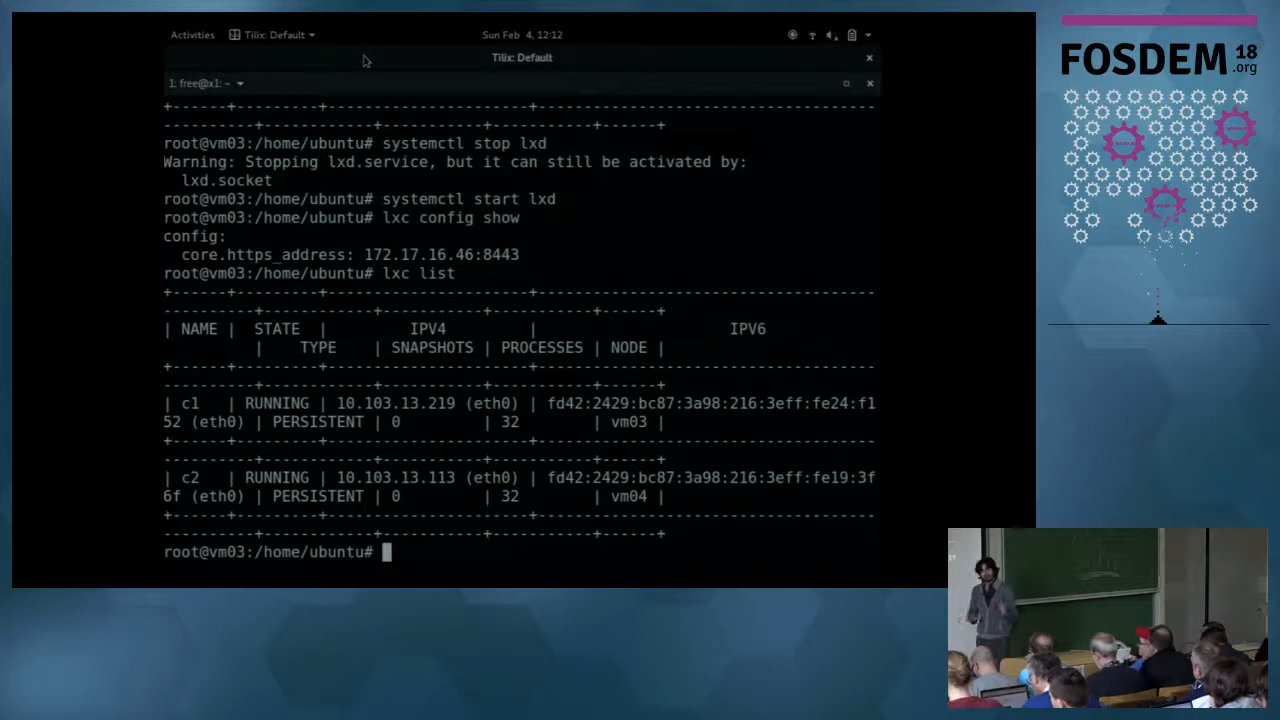 Activities
Tilix: Default
Sun Feb 4, 12:12
Tilix: Default
1: free@x1: ~
+------+---------+----------------------+-------------------------------------
----------+------------+-----------+-----------+------+
root@vm03:/home/ubuntu# systemctl stop lxd
Warning: Stopping lxd.service, but it can still be activated by:
  lxd.socket
root@vm03:/home/ubuntu# systemctl start lxd
root@vm03:/home/ubuntu# lxc config show
config:
  core.https_address: 172.17.16.46:8443
root@vm03:/home/ubuntu# lxc list
+------+---------+----------------------+-------------------------------------
----------+------------+-----------+-----------+------+
| NAME |  STATE  |         IPV4         |                     IPV6
          |    TYPE    | SNAPSHOTS | PROCESSES | NODE |
+------+---------+----------------------+-------------------------------------
----------+------------+-----------+-----------+------+
| c1   | RUNNING | 10.103.13.219 (eth0) | fd42:2429:bc87:3a98:216:3eff:fe24:f1
52 (eth0) | PERSISTENT | 0         | 32        | vm03 |
+------+---------+----------------------+-------------------------------------
----------+------------+-----------+-----------+------+
| c2   | RUNNING | 10.103.13.113 (eth0) | fd42:2429:bc87:3a98:216:3eff:fe19:3f
6f (eth0) | PERSISTENT | 0         | 32        | vm04 |
+------+---------+----------------------+-------------------------------------
----------+------------+-----------+-----------+------+
root@vm03:/home/ubuntu#
FOSDEM 18
.org